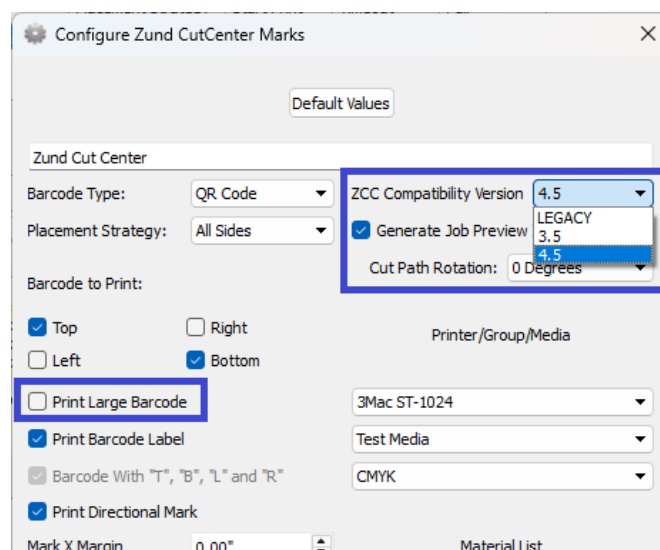 Configure Zund CutCenter Marks
Default Values
Zund Cut Center
Barcode Type: QR Code ZCC Compatibility Version 4.5
LEGACY
Placement Strategy: All Sides Generate Job Preview 3.5
4.5
Cut Path Rotation: 0 Degrees
Barcode to Print:
Top Right Printer/Group/Media
Left Bottom
Print Large Barcode 3Mac ST-1024
Print Barcode Label Test Media
Barcode With "T", "B", "L" and "R" CMYK
Print Directional Mark
Mark X Margin 0.00" Material List